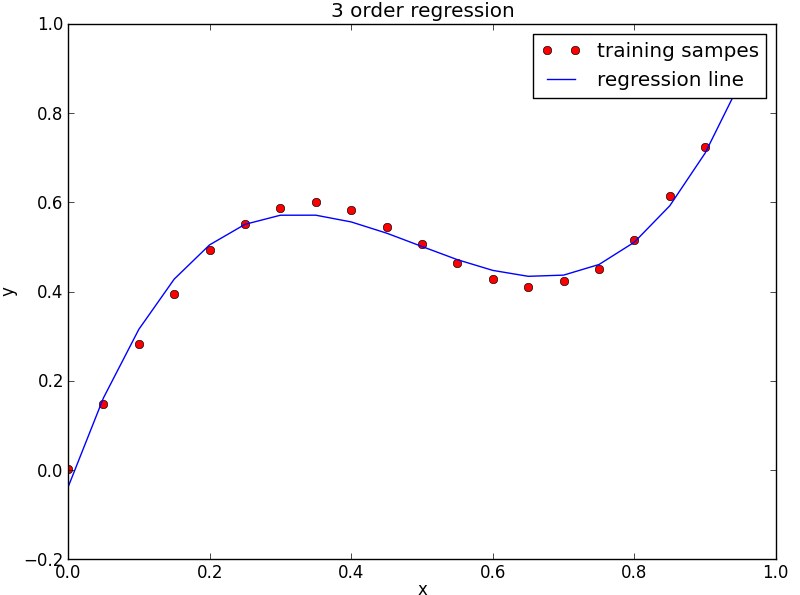 3 order regression
training sampes
regression line
1.0
0.8
0.6
0.4
0.2
0.0
−0.2
y
0.0 0.2 0.4 0.6 0.8 1.0
x